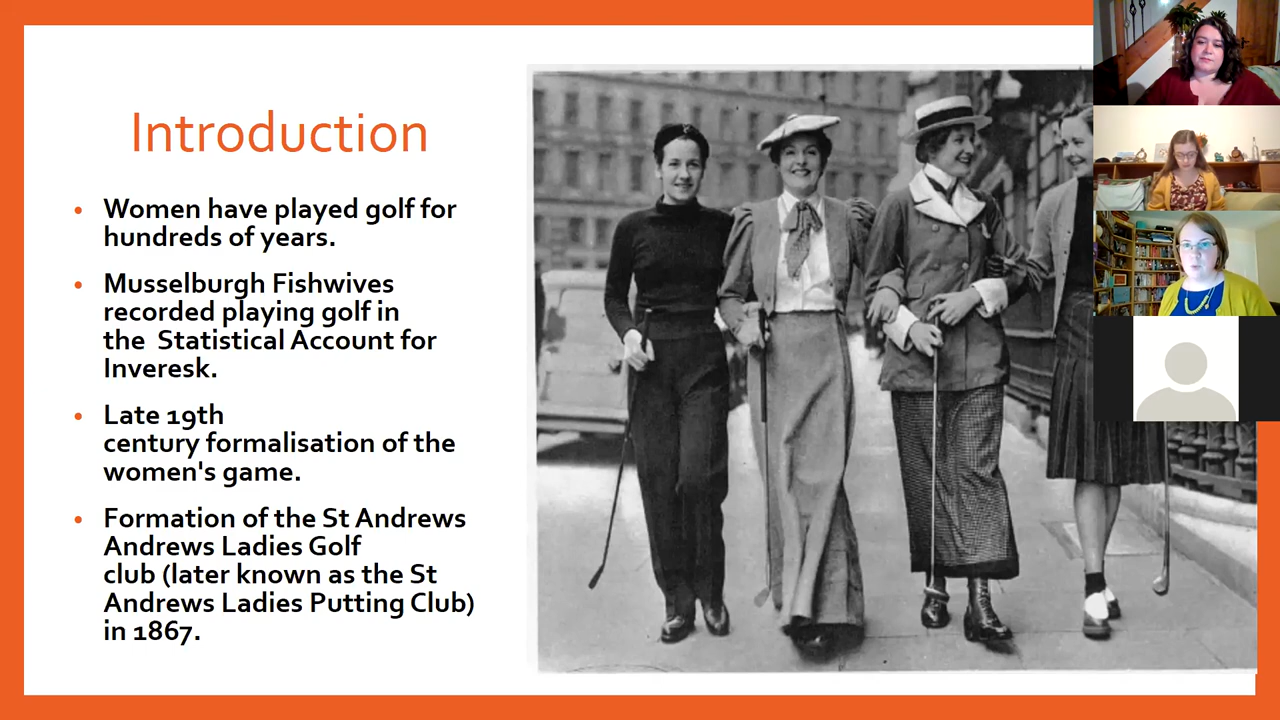 Introduction
Women have played golf for
hundreds of years.
Musselburgh Fishwives
recorded playing golf in
the Statistical Account for
Inveresk.
Late 19th
century formalisation of the
women's game.
Formation of the St Andrews
Andrews Ladies Golf
club (later known as the St
Andrews Ladies Putting Club)
in 1867.